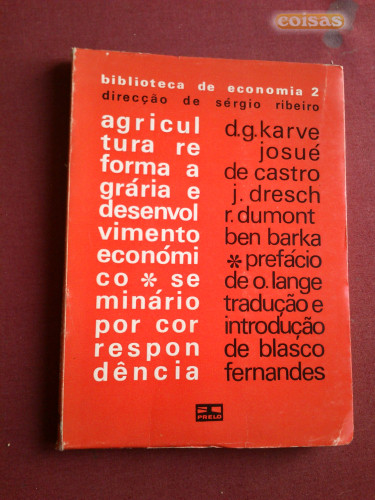 coisas
biblioteca de economia 2
direcção de sérgio ribeiro
agricul
tura re
forma a
grária e
desenvol
vimento
económi
co * se
minário
por cor
respon
dência
d.g.karve
josué
de castro
j. dresch
r. dumont
ben barka
* prefácio
de o. lange
tradução e
introdução
de blasco
fernandes
PRELO